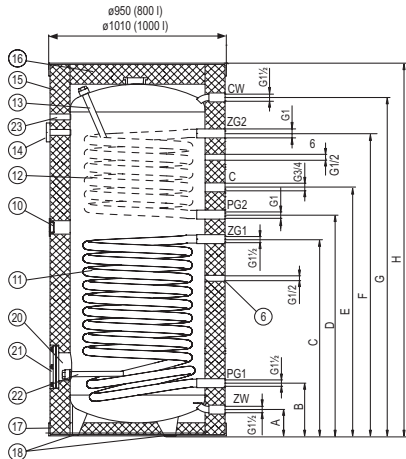 ø950 (800 l)
ø1010 (1000 l)
16
15
13
23
14
12
10
11
20
21
22
17
18
CW
G1½
ZG2
G1
6
G1/2
C
G3/4
PG2
G1
ZG1
G1½
G1/2
6
PG1
G1½
ZW
G1½
A
B
C
D
E
F
G
H